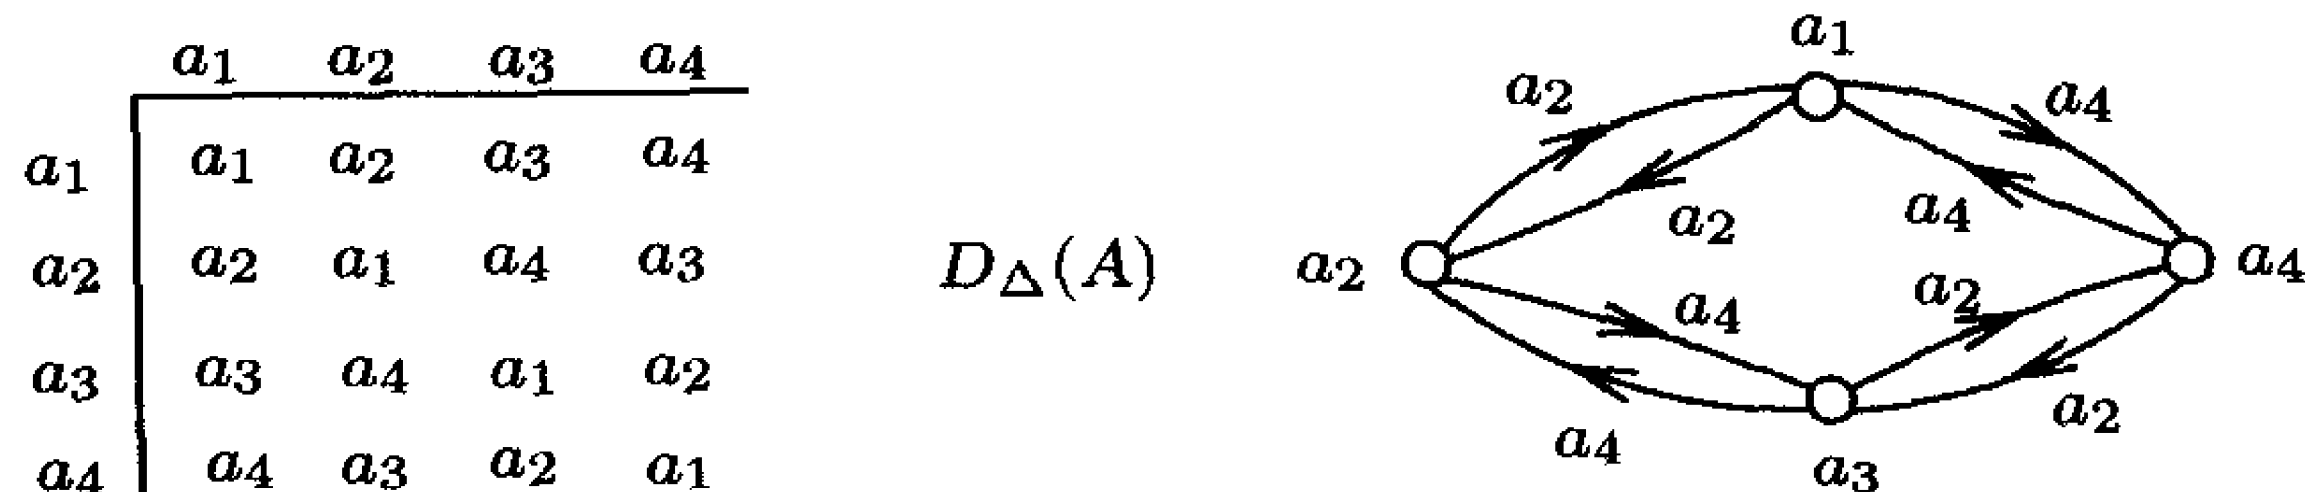 a1 a2 a3 a4
a1 a1 a2 a3 a4
a2 a2 a1 a4 a3
a3 a3 a4 a1 a2
a4 a4 a3 a2 a1
DΔ(A)
a1
a2 a4
a2 a4
a2 a4
a4 a2
a4 a2
a3